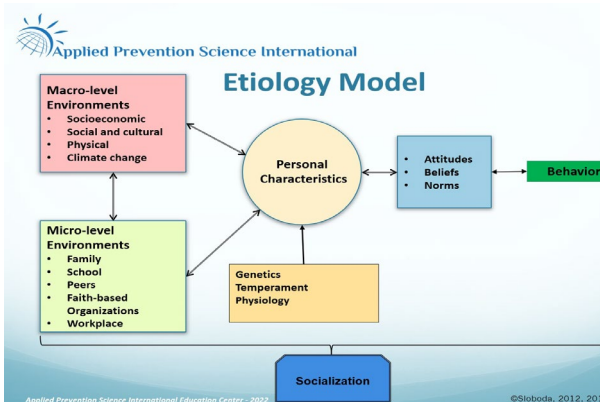 Applied Prevention Science International
Etiology Model
Macro-level
Environments
• Socioeconomic
• Social and cultural
• Physical
• Climate change
Personal
Characteristics
• Attitudes
• Beliefs
• Norms
Behavior
Micro-level
Environments
• Family
• School
• Peers
• Faith-based
Organizations
• Workplace
Genetics
Temperament
Physiology
Socialization
Applied Prevention Science International Education Center - 2022
©Sloboda, 2012, 201